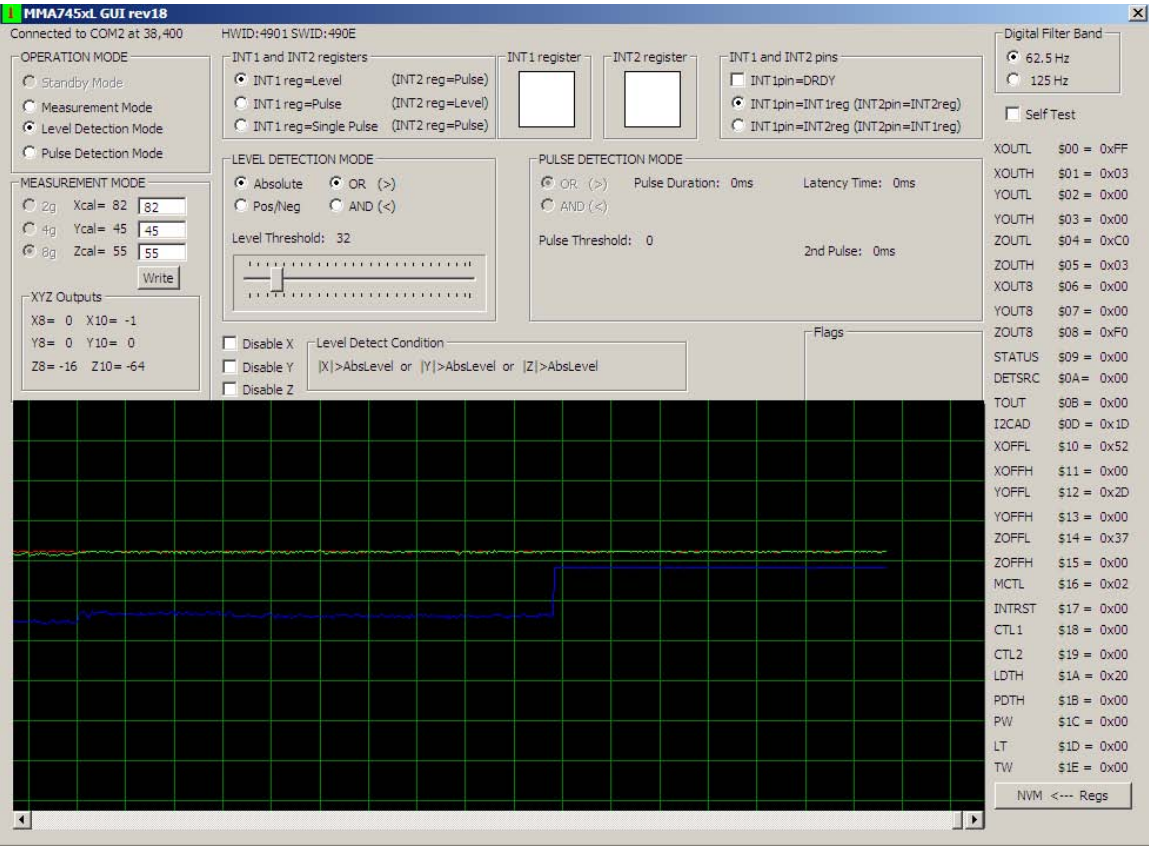 MMA745xL GUI rev18
Connected to COM2 at 38,400
HWID:4901 SWID:490E
OPERATION MODE
Standby Mode
Measurement Mode
Level Detection Mode
Pulse Detection Mode
INT1 and INT2 registers
INT1 reg=Level (INT2 reg=Pulse)
INT1 reg=Pulse (INT2 reg=Level)
INT1 reg=Single Pulse (INT2 reg=Pulse)
INT1 register
INT2 register
INT1 and INT2 pins
INT1pin=DRDY
INT1pin=INT1reg (INT2pin=INT2reg)
INT1pin=INT2reg (INT2pin=INT1reg)
Digital Filter Band
62.5 Hz
125 Hz
Self Test
MEASUREMENT MODE
2g Xcal= 82 82
4g Ycal= 45 45
8g Zcal= 55 55
Write
XYZ Outputs
X8= 0 X10= -1
Y8= 0 Y10= 0
Z8= -16 Z10= -64
LEVEL DETECTION MODE
Absolute OR (>)
Pos/Neg AND (<)
Level Threshold: 32
PULSE DETECTION MODE
OR (>) Pulse Duration: 0ms Latency Time: 0ms
AND (<)
Pulse Threshold: 0
2nd Pulse: 0ms
Disable X
Disable Y
Disable Z
Level Detect Condition
|X|>AbsLevel or |Y|>AbsLevel or |Z|>AbsLevel
Flags
XOUTL $00 = 0xFF
XOUTH $01 = 0x03
YOUTL $02 = 0x00
YOUTH $03 = 0x00
ZOUTL $04 = 0xC0
ZOUTH $05 = 0x03
XOUT8 $06 = 0x00
YOUT8 $07 = 0x00
ZOUT8 $08 = 0xF0
STATUS $09 = 0x00
DETSRC $0A= 0x00
TOUT $0B = 0x00
I2CAD $0D = 0x1D
XOFFL $10 = 0x52
XOFFH $11 = 0x00
YOFFL $12 = 0x2D
YOFFH $13 = 0x00
ZOFFL $14 = 0x37
ZOFFH $15 = 0x00
MCTL $16 = 0x02
INTRST $17 = 0x00
CTL1 $18 = 0x00
CTL2 $19 = 0x00
LDTH $1A = 0x20
PDTH $1B = 0x00
PW $1C = 0x00
LT $1D = 0x00
TW $1E = 0x00
NVM <--- Regs